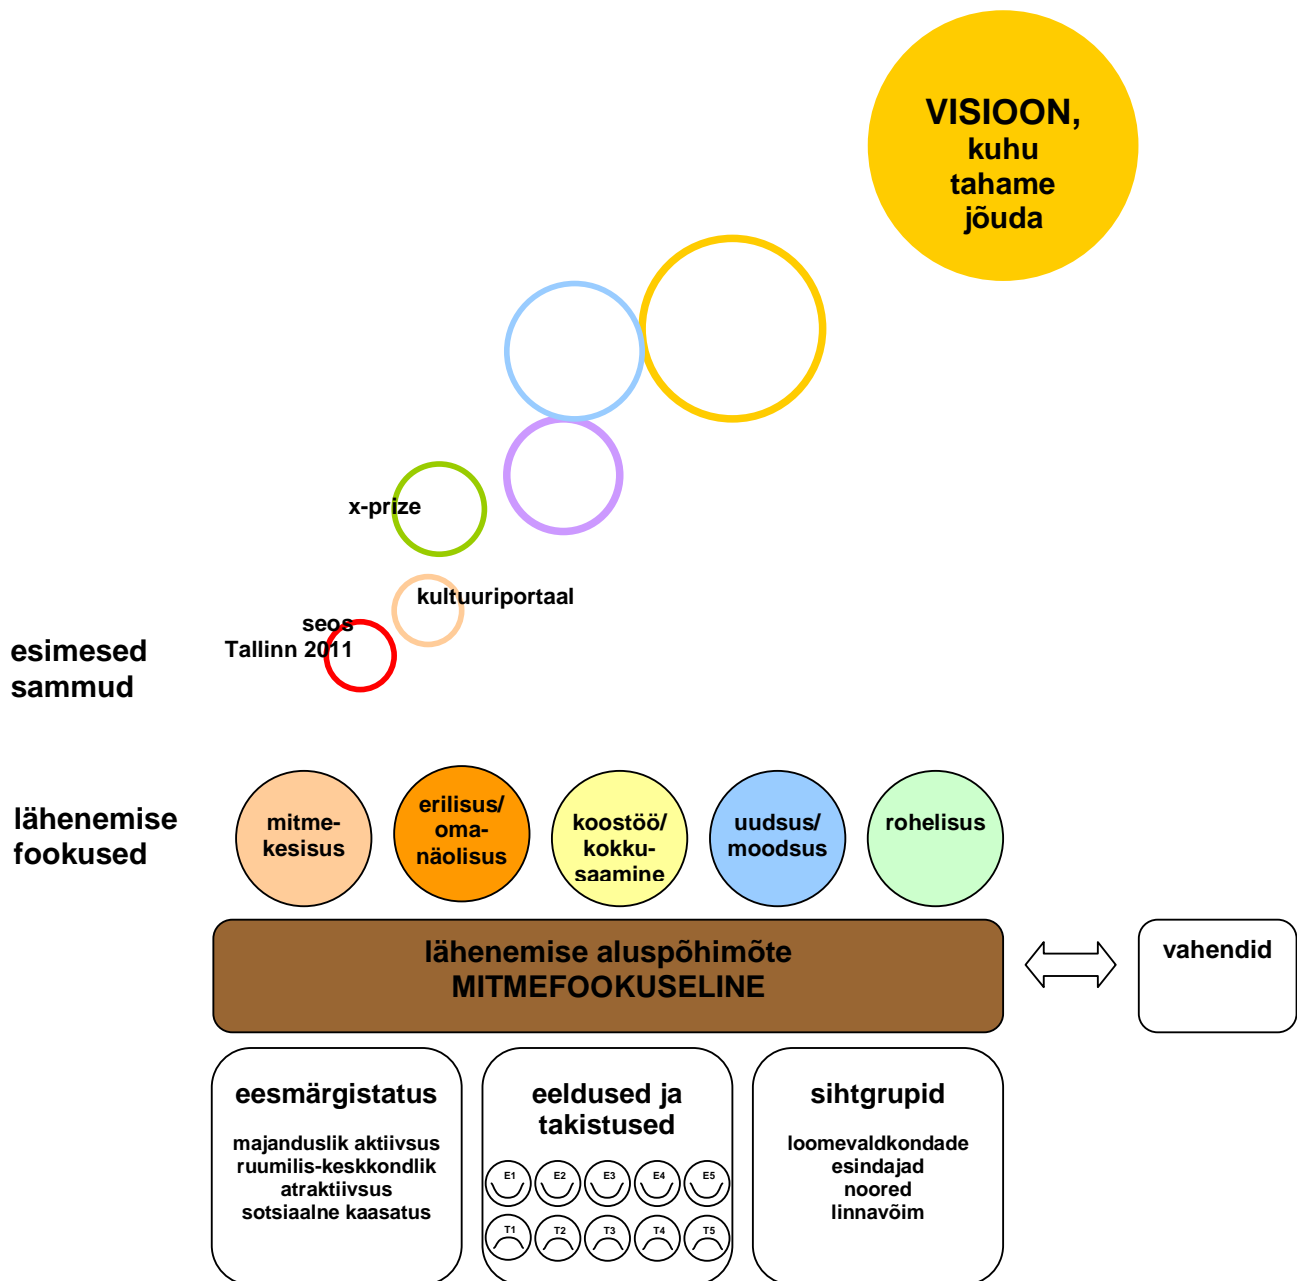 VISIOON,
kuhu
tahame
jõuda
x-prize
kultuuriportaal
seos
Tallinn 2011
esimesed
sammud
lähenemise
fookused
mitme-
kesisus
erilisus/
oma-
näolisus
koostöö/
kokku-
saamine
uudsus/
moodsus
rohelisus
lähenemise aluspõhimõte
MITMEFOOKUSELINE
vahendid
eesmärgistatus
majanduslik aktiivsus
ruumilis-keskkondlik
atraktiivsus
sotsiaalne kaasatus
eeldused ja
takistused
E1 E2 E3 E4 E5
T1 T2 T3 T4 T5
sihtgrupid
loomevaldkondade
esindajad
noored
linnavõim